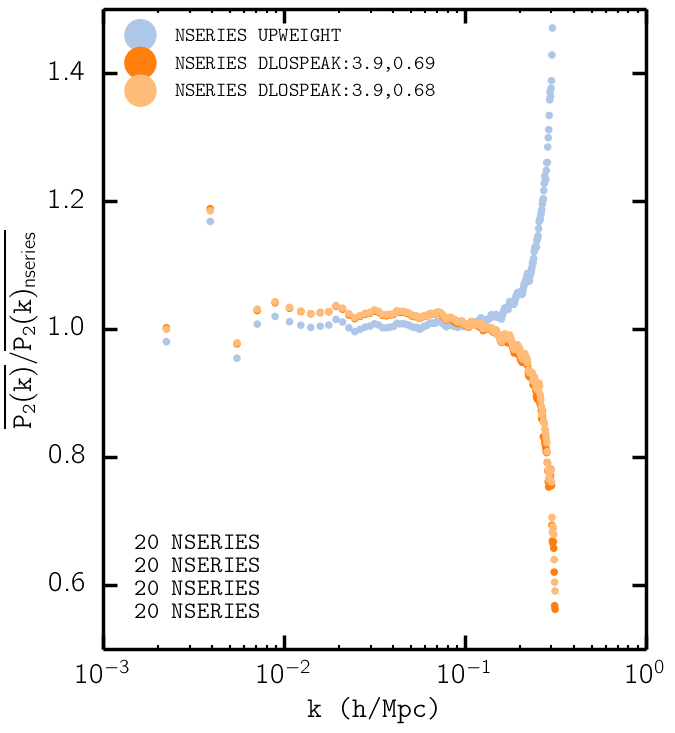 NSERIES UPWEIGHT
NSERIES DLOSPEAK:3.9,0.69
NSERIES DLOSPEAK:3.9,0.68
1.4
1.2
1.0
0.8
0.6
P₂(k)/P₂(k)nseries
20 NSERIES
20 NSERIES
20 NSERIES
20 NSERIES
10⁻³ 10⁻² 10⁻¹ 10⁰
k (h/Mpc)